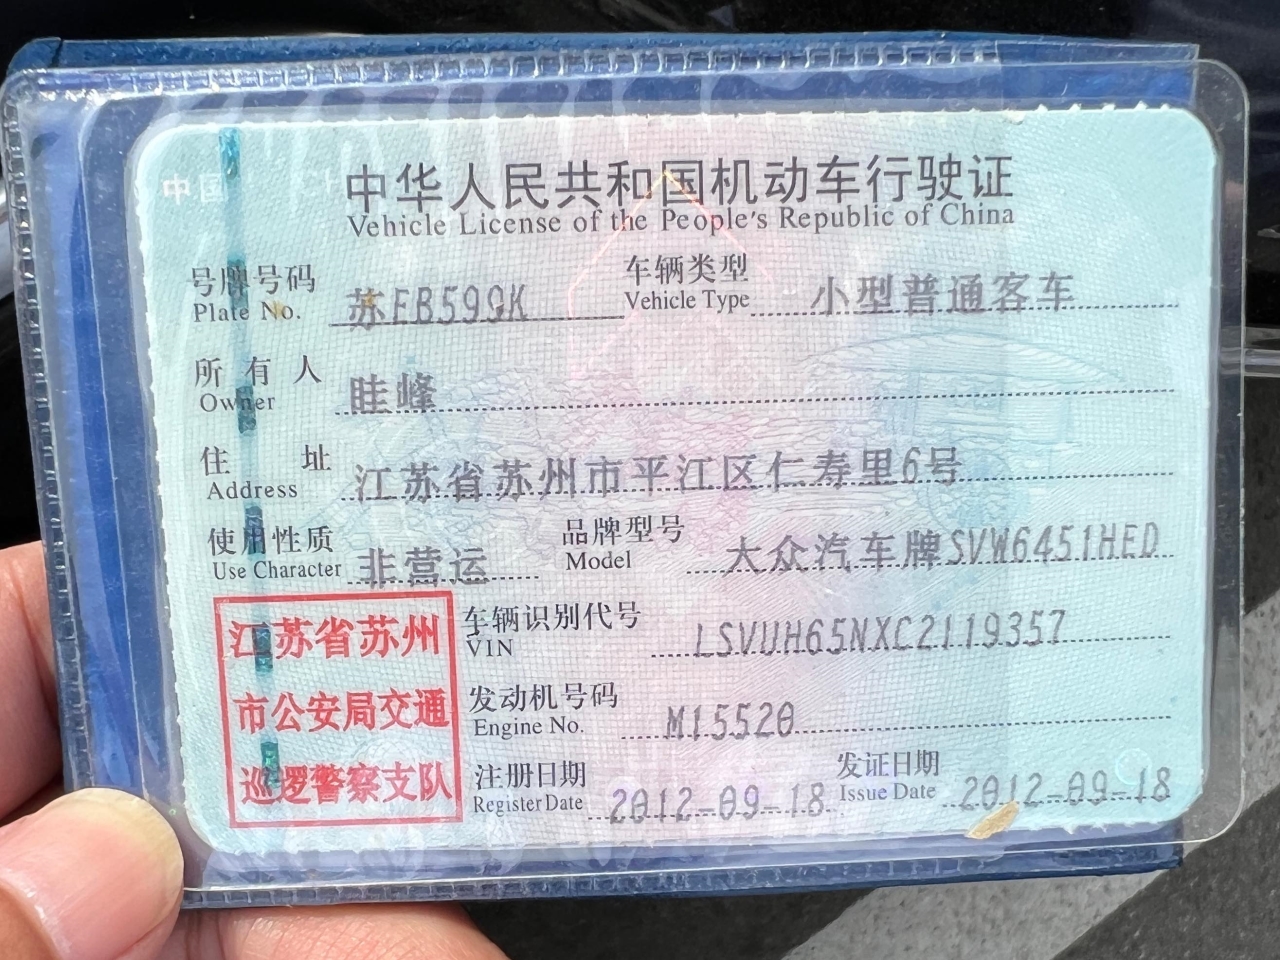 中国
中华人民共和国机动车行驶证
Vehicle License of the People's Republic of China
号牌号码 苏FB599K 车辆类型 小型普通客车
Plate No. Vehicle Type
所有人 眭峰
Owner
住址 江苏省苏州市平江区仁寿里6号
Address
使用性质 非营运 品牌型号 大众汽车牌SVW6451HED
Use Character Model
江苏省苏州
市公安局交通
巡逻警察支队
车辆识别代号 LSVUH65NXC2119357
VIN
发动机号码 M15520
Engine No.
注册日期 2012-09-18 发证日期 2012-09-18
Register Date Issue Date